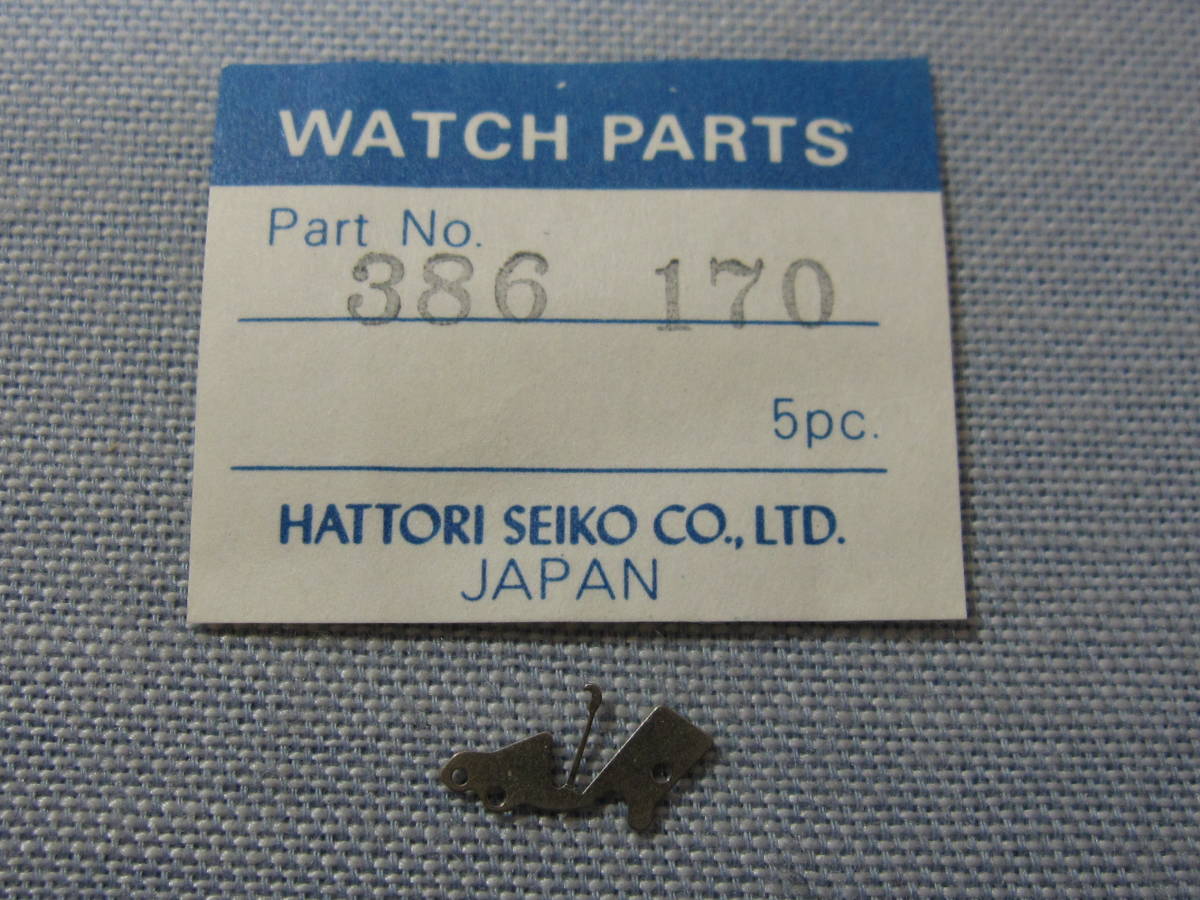 WATCH PARTS
Part No.
386 170
5pc.
HATTORI SEIKO CO., LTD.
JAPAN